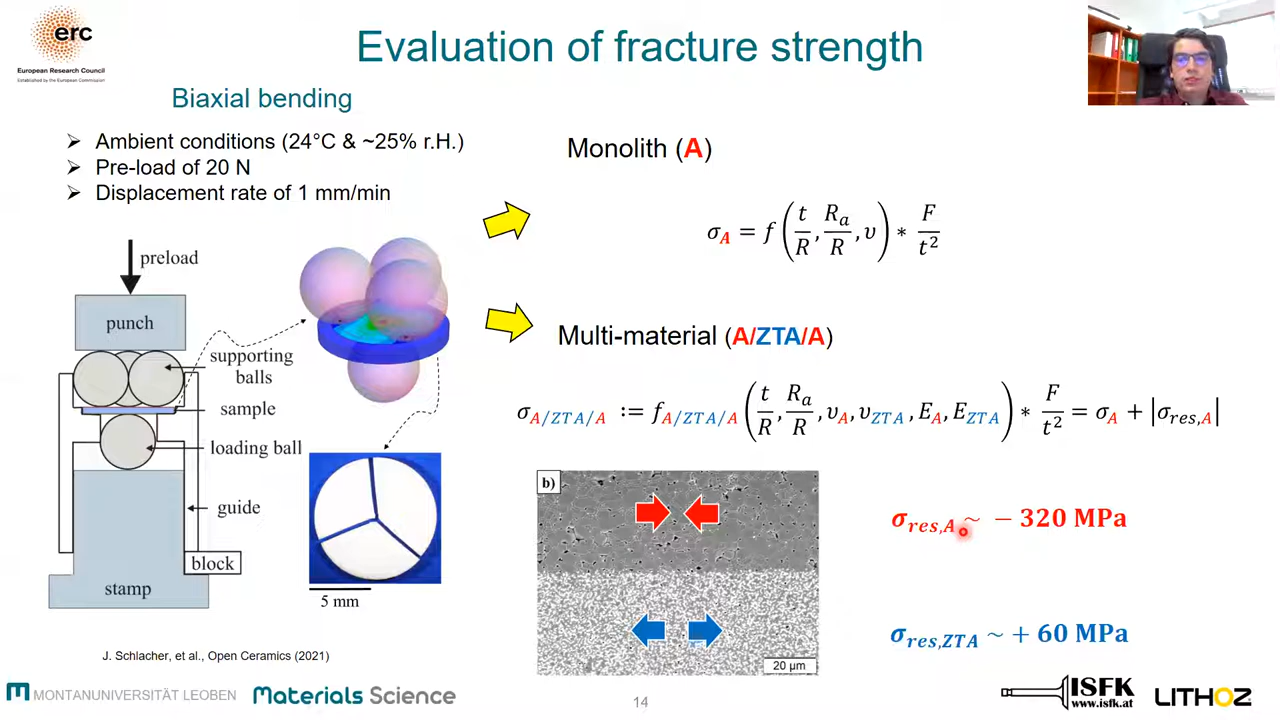 erc
European Research Council
Established by the European Commission
Evaluation of fracture strength
Biaxial bending
➢ Ambient conditions (24°C & ~25% r.H.)
➢ Pre-load of 20 N
➢ Displacement rate of 1 mm/min
Monolith (A)
σ_A = f(t/R, R_a/R, υ) * F/t²
Multi-material (A/ZTA/A)
σ_A/ZTA/A := f_A/ZTA/A (t/R, R_a/R, υ_A, υ_ZTA, E_A, E_ZTA) * F/t² = σ_A + |σ_res,A|
preload
punch
supporting
balls
sample
loading ball
guide
block
stamp
5 mm
b)
20 µm
σ_res,A ~ − 320 MPa
σ_res,ZTA ~ + 60 MPa
J. Schlacher, et al., Open Ceramics (2021)
MONTANUNIVERSITÄT LEOBEN
Materials Science
14
ISFK
www.isfk.at
LITHOZ